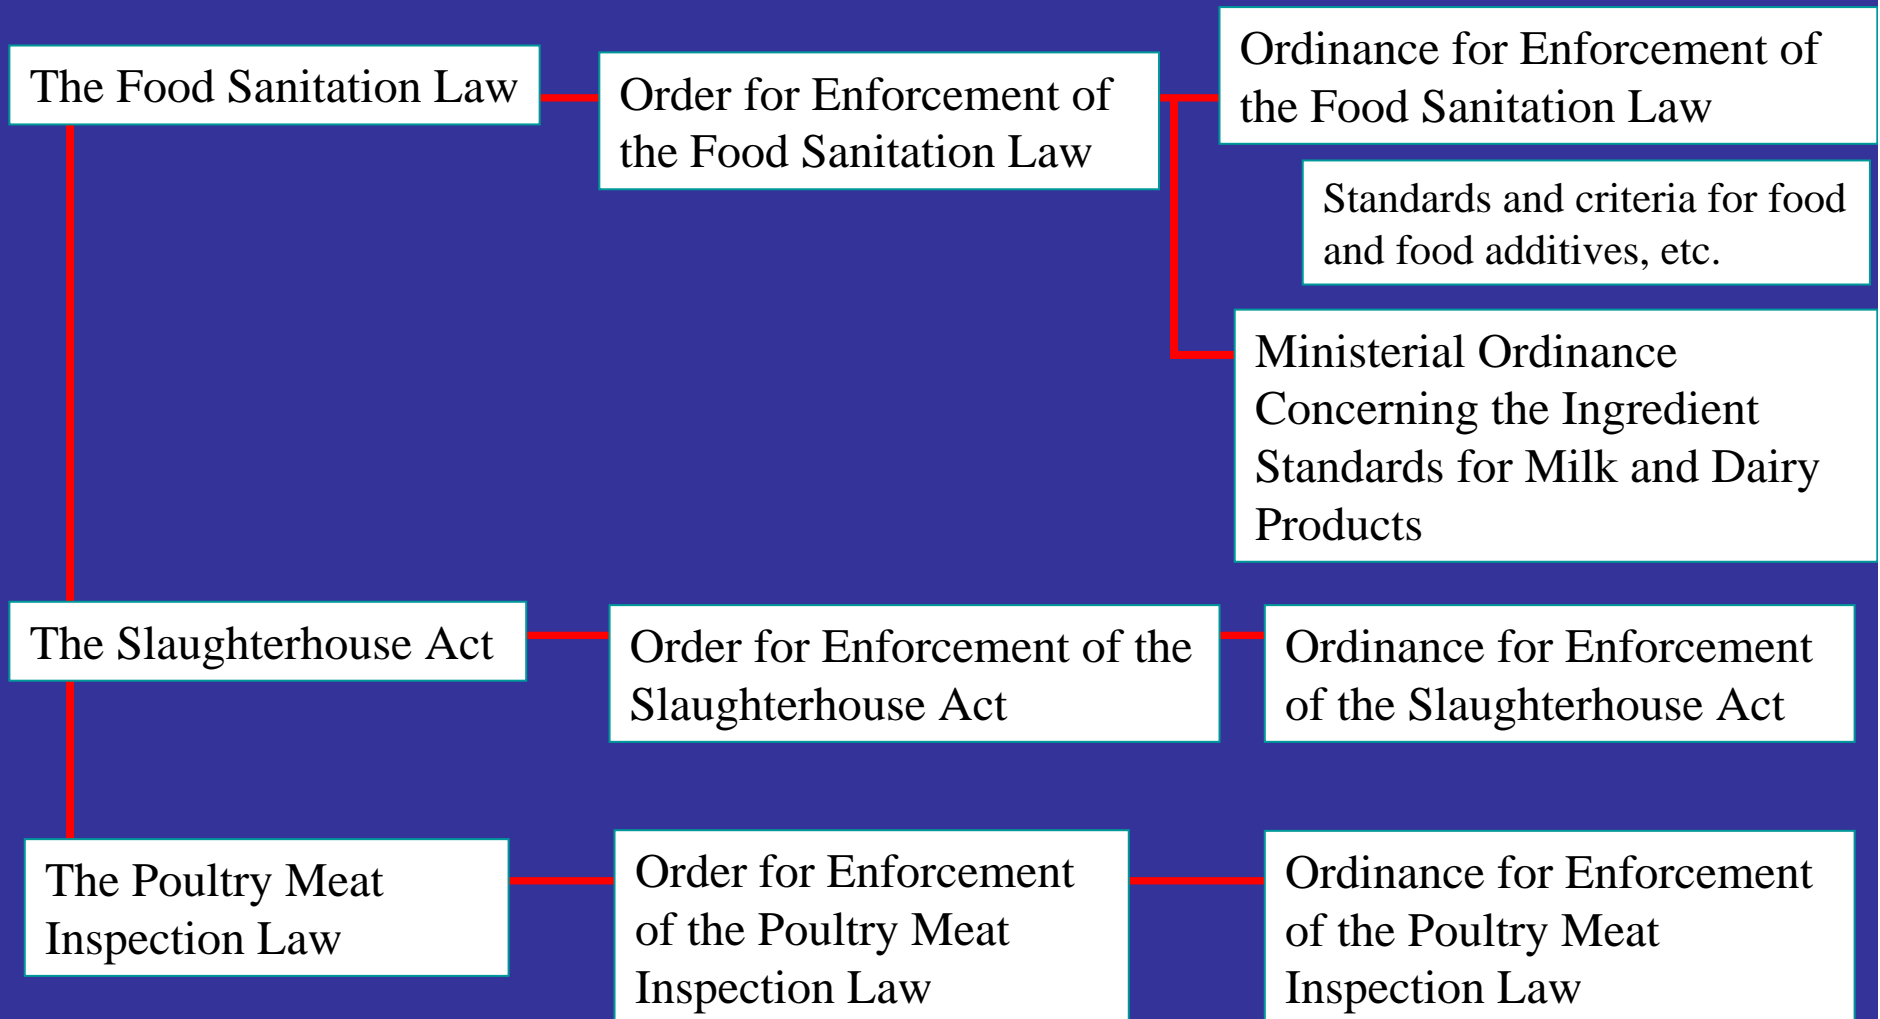 The Food Sanitation Law
Order for Enforcement of
the Food Sanitation Law
Ordinance for Enforcement of
the Food Sanitation Law
Standards and criteria for food
and food additives, etc.
Ministerial Ordinance
Concerning the Ingredient
Standards for Milk and Dairy
Products
The Slaughterhouse Act
Order for Enforcement of the
Slaughterhouse Act
Ordinance for Enforcement
of the Slaughterhouse Act
The Poultry Meat
Inspection Law
Order for Enforcement
of the Poultry Meat
Inspection Law
Ordinance for Enforcement
of the Poultry Meat
Inspection Law